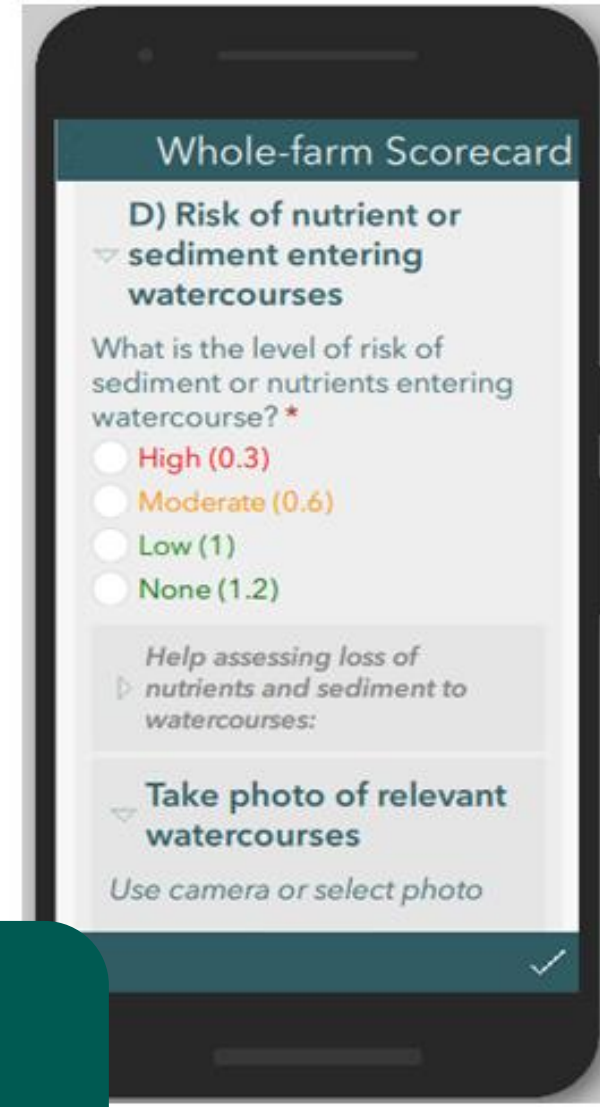 Whole-farm Scorecard
D) Risk of nutrient or
sediment entering
watercourses
What is the level of risk of
sediment or nutrients entering
watercourse? *
High (0.3)
Moderate (0.6)
Low (1)
None (1.2)
Help assessing loss of
nutrients and sediment to
watercourses:
Take photo of relevant
watercourses
Use camera or select photo